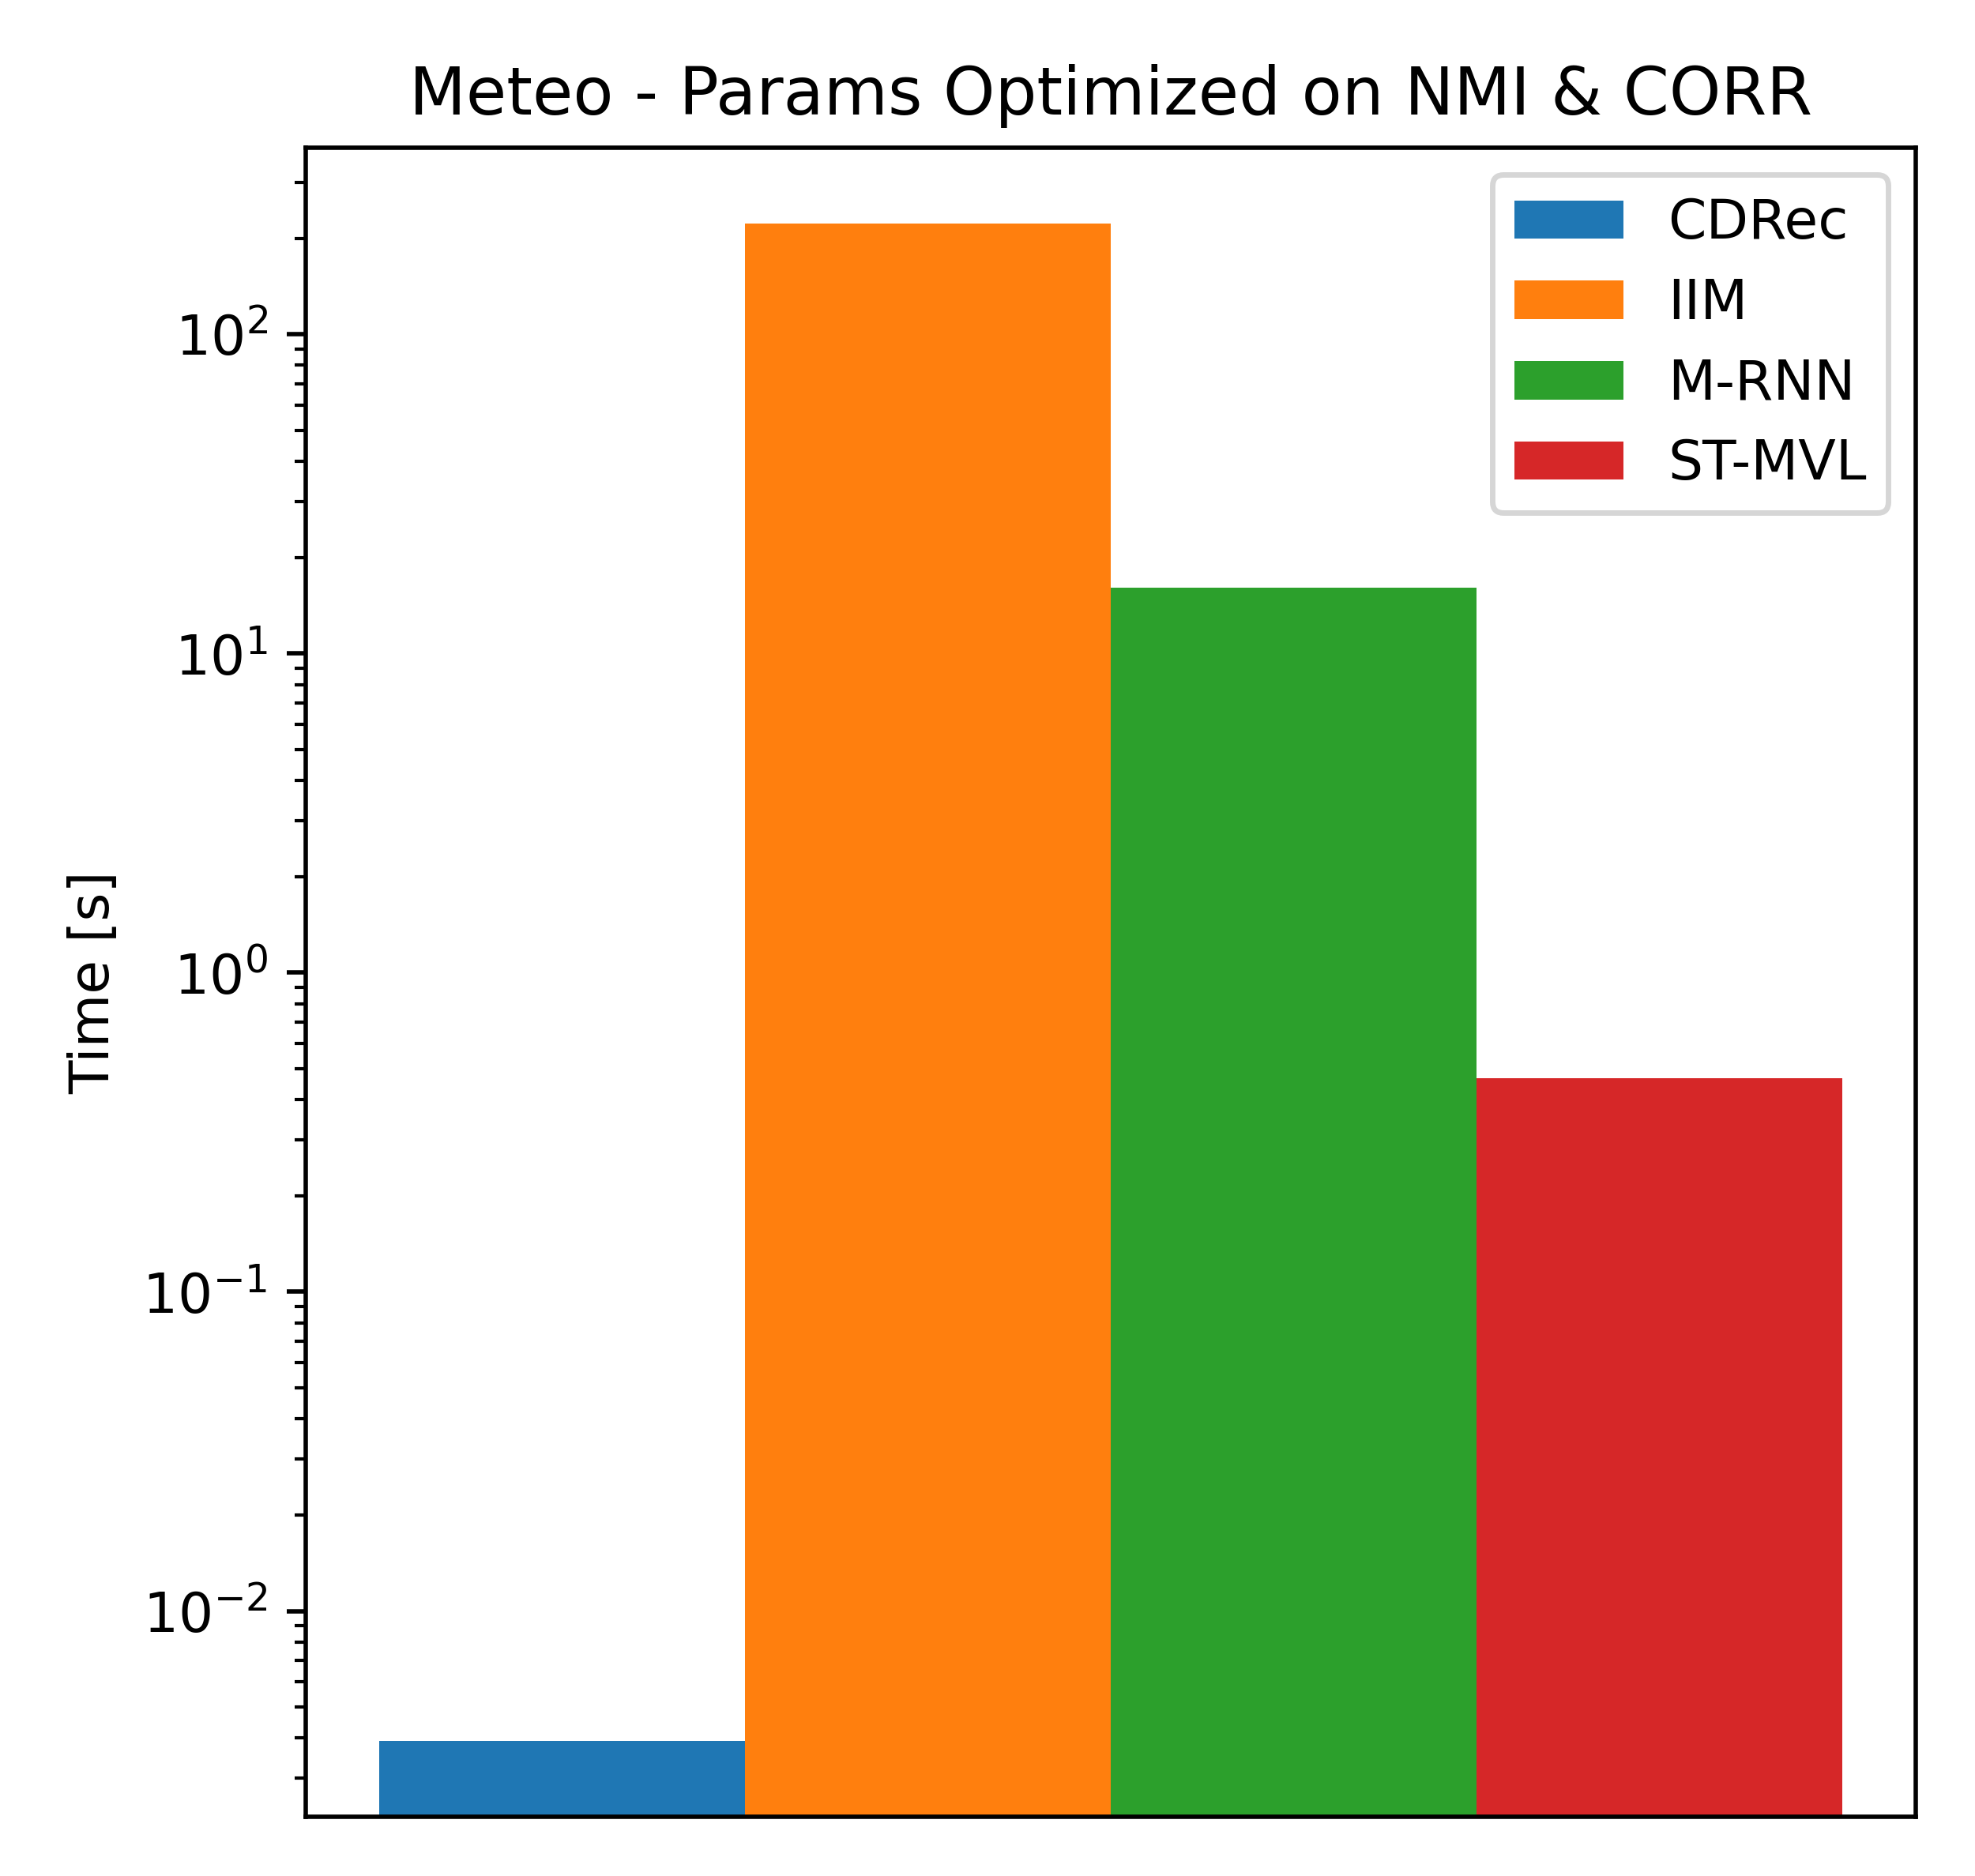 Meteo - Params Optimized on NMI & CORR
CDRec
IIM
M-RNN
ST-MVL
Time [s]
10²
10¹
10⁰
10⁻¹
10⁻²